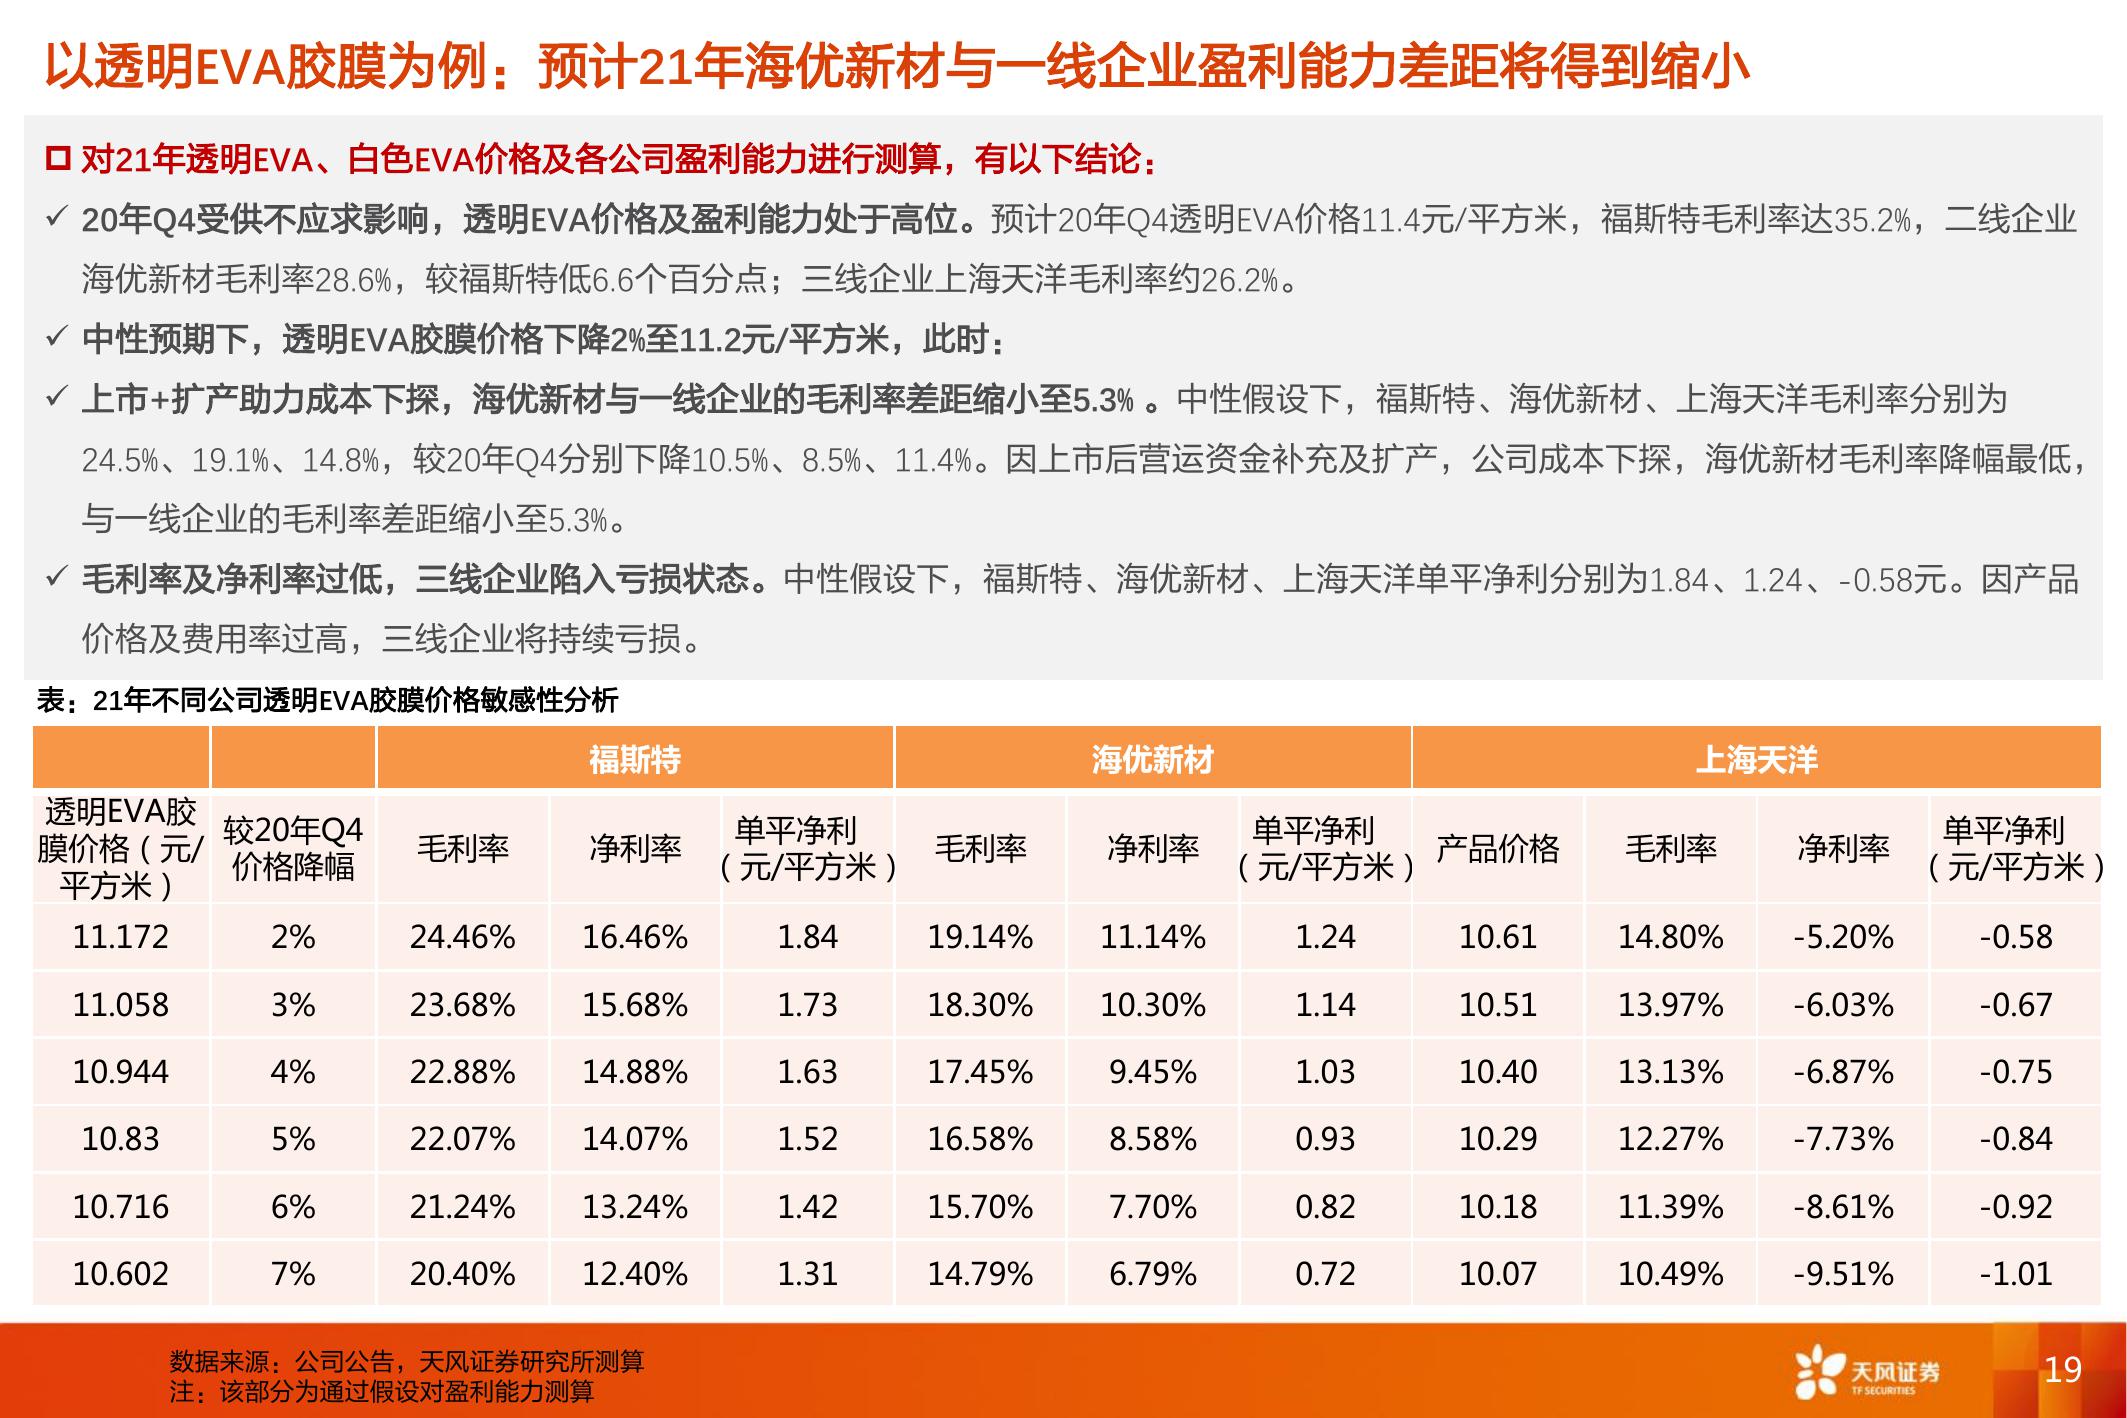 以透明EVA胶膜为例：预计21年海优新材与一线企业盈利能力差距将得到缩小
对21年透明EVA、白色EVA价格及各公司盈利能力进行测算，有以下结论：
20年Q4受供不应求影响，透明EVA价格及盈利能力处于高位。预计20年Q4透明EVA价格11.4元/平方米，福斯特毛利率达35.2%，二线企业
海优新材毛利率28.6%，较福斯特低6.6个百分点；三线企业上海天洋毛利率约26.2%。
中性预期下，透明EVA胶膜价格下降2%至11.2元/平方米，此时：
上市+扩产助力成本下探，海优新材与一线企业的毛利率差距缩小至5.3% 。中性假设下，福斯特、海优新材、上海天洋毛利率分别为
24.5%、19.1%、14.8%，较20年Q4分别下降10.5%、8.5%、11.4%。因上市后营运资金补充及扩产，公司成本下探，海优新材毛利率降幅最低，
与一线企业的毛利率差距缩小至5.3%。
毛利率及净利率过低，三线企业陷入亏损状态。中性假设下，福斯特、海优新材、上海天洋单平净利分别为1.84、1.24、-0.58元。因产品
价格及费用率过高，三线企业将持续亏损。
表：21年不同公司透明EVA胶膜价格敏感性分析
福斯特 海优新材 上海天洋
透明EVA胶膜价格（元/平方米） 较20年Q4价格降幅 毛利率 净利率 单平净利（元/平方米） 毛利率 净利率 单平净利（元/平方米） 产品价格 毛利率 净利率 单平净利（元/平方米）
11.172 2% 24.46% 16.46% 1.84 19.14% 11.14% 1.24 10.61 14.80% -5.20% -0.58
11.058 3% 23.68% 15.68% 1.73 18.30% 10.30% 1.14 10.51 13.97% -6.03% -0.67
10.944 4% 22.88% 14.88% 1.63 17.45% 9.45% 1.03 10.40 13.13% -6.87% -0.75
10.83 5% 22.07% 14.07% 1.52 16.58% 8.58% 0.93 10.29 12.27% -7.73% -0.84
10.716 6% 21.24% 13.24% 1.42 15.70% 7.70% 0.82 10.18 11.39% -8.61% -0.92
10.602 7% 20.40% 12.40% 1.31 14.79% 6.79% 0.72 10.07 10.49% -9.51% -1.01
数据来源：公司公告，天风证券研究所测算
注：该部分为通过假设对盈利能力测算
天风证券
TF SECURITIES
19